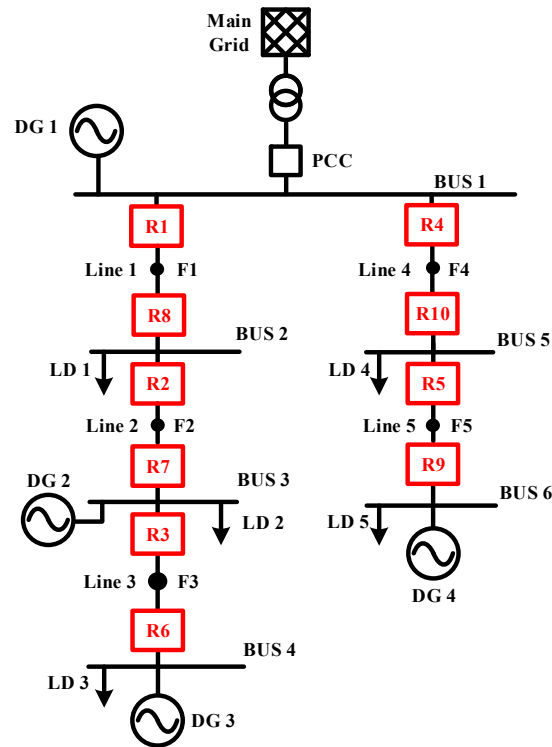 Main
Grid
DG 1
PCC
BUS 1
R1
R4
Line 1
F1
Line 4
F4
R8
R10
BUS 2
BUS 5
LD 1
R2
LD 4
R5
Line 2
F2
Line 5
F5
R7
R9
DG 2
BUS 3
BUS 6
R3
LD 2
LD 5
Line 3
F3
DG 4
R6
BUS 4
LD 3
DG 3